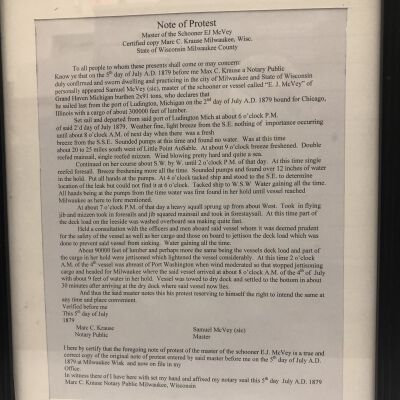 Note of Protest
Master of the Schooner EJ McVey
Certified copy Marc C. Krause Milwaukee, Wisc.
State of Wisconsin Milwaukee County
To all people to whom these presents shall come or may concern:
Know ye that on the 5th day of July A.D. 1879 before me Max C. Krause a Notary Public
duly confirmed and sworn dwelling and practicing in the city of Milwaukee and State of Wisconsin
personally appeared Samuel McVey (sic), master of the schooner or vessel called "E. J. McVey" of
Grand Haven Michigan burthen 2x91 tons, who declares that
he sailed last from the port of Ludington, Michigan on the 2nd day of July A.D. 1879 bound for Chicago,
Illinois with a cargo of about 300000 feet of lumber.
Set sail and departed from said port of Ludington Mich at about 6 o'clock P.M.
of said 2'd day of July 1879. Weather fine, light breeze from the S.E. nothing of importance occurring
until about 8 o'clock A.M. of next day when there was a fresh
breeze from the S.S.E. Sounded pumps at this time and found no water. Was at this time
about 20 to 25 miles south west of Little Point AuSable. At about 9 o'clock breeze freshened. Double
reefed mainsail, single reefed mizzen. Wind blowing pretty hard and quite a sea.
Continued on her course about S.W. by W. until 2 o'clock P.M. of that day. At this time single
reefed foresail. Breeze freshening more all the time. Sounded pumps and found over 12 inches of water
in the hold. Put all hands at the pumps. At 4 o'clock tacked ship and stood to the S.E. to determine
location of the leak but could not find it at 6 o'clock. Tacked ship to W.S.W Water gaining all the time.
All hands being at the pumps from the time water was first found in her hold until vessel reached
Milwaukee as here to fore mentioned.
At about 7 o'clock P.M. of that day a heavy squall sprung up from about West. Took in flying
jib and mizzen took in foresails and jib squared mainsail and took in forestaysail. At this time part of
the deck load on the leeside was washed overboard sea making quite fast.
Held a consultation with the officers and men aboard said vessel whom it was deemed prudent
for the safety of the vessel as well as her cargo and those on board to jettison the deck load which was
done to prevent said vessel from sinking. Water gaining all the time.
About 90000 feet of lumber and perhaps more the same being the vessels deck load and part of
the cargo in her hold were jettisoned which lightened the vessel considerably. At this time 2 o'clock
A.M. of the 4th vessel was abreast of Port Washington when wind moderated so that stopped jettisoning
cargo and headed for Milwaukee where the said vessel arrived at about 8 o'clock A.M. of the 4th of July
with about 9 feet of water in her hold. Vessel was towed to dry dock and settled to the bottom in about
30 minutes after arriving at the dry dock where said vessel now lies.
And thus the said master notes this his protest reserving to himself the right to intend the same at
any time and place convenient.
Verified before me
This 5th day of July
1879
Marc C. Krause
Samuel McVey (sic)
Notary Public
Master
I here by certify that the foregoing note of protest of the master of the schooner E.J. McVey is a true and
correct copy of the original note of protest entered by said master before me on the 5th day of July A.D.
1879 at Milwaukee Wisk and now on file in my
Office.
In witness there of I have here with set my hand and affixed my notary seal this 5th day July A.D. 1879
Marc C. Krause Notary Public Milwaukee, Wisconsin